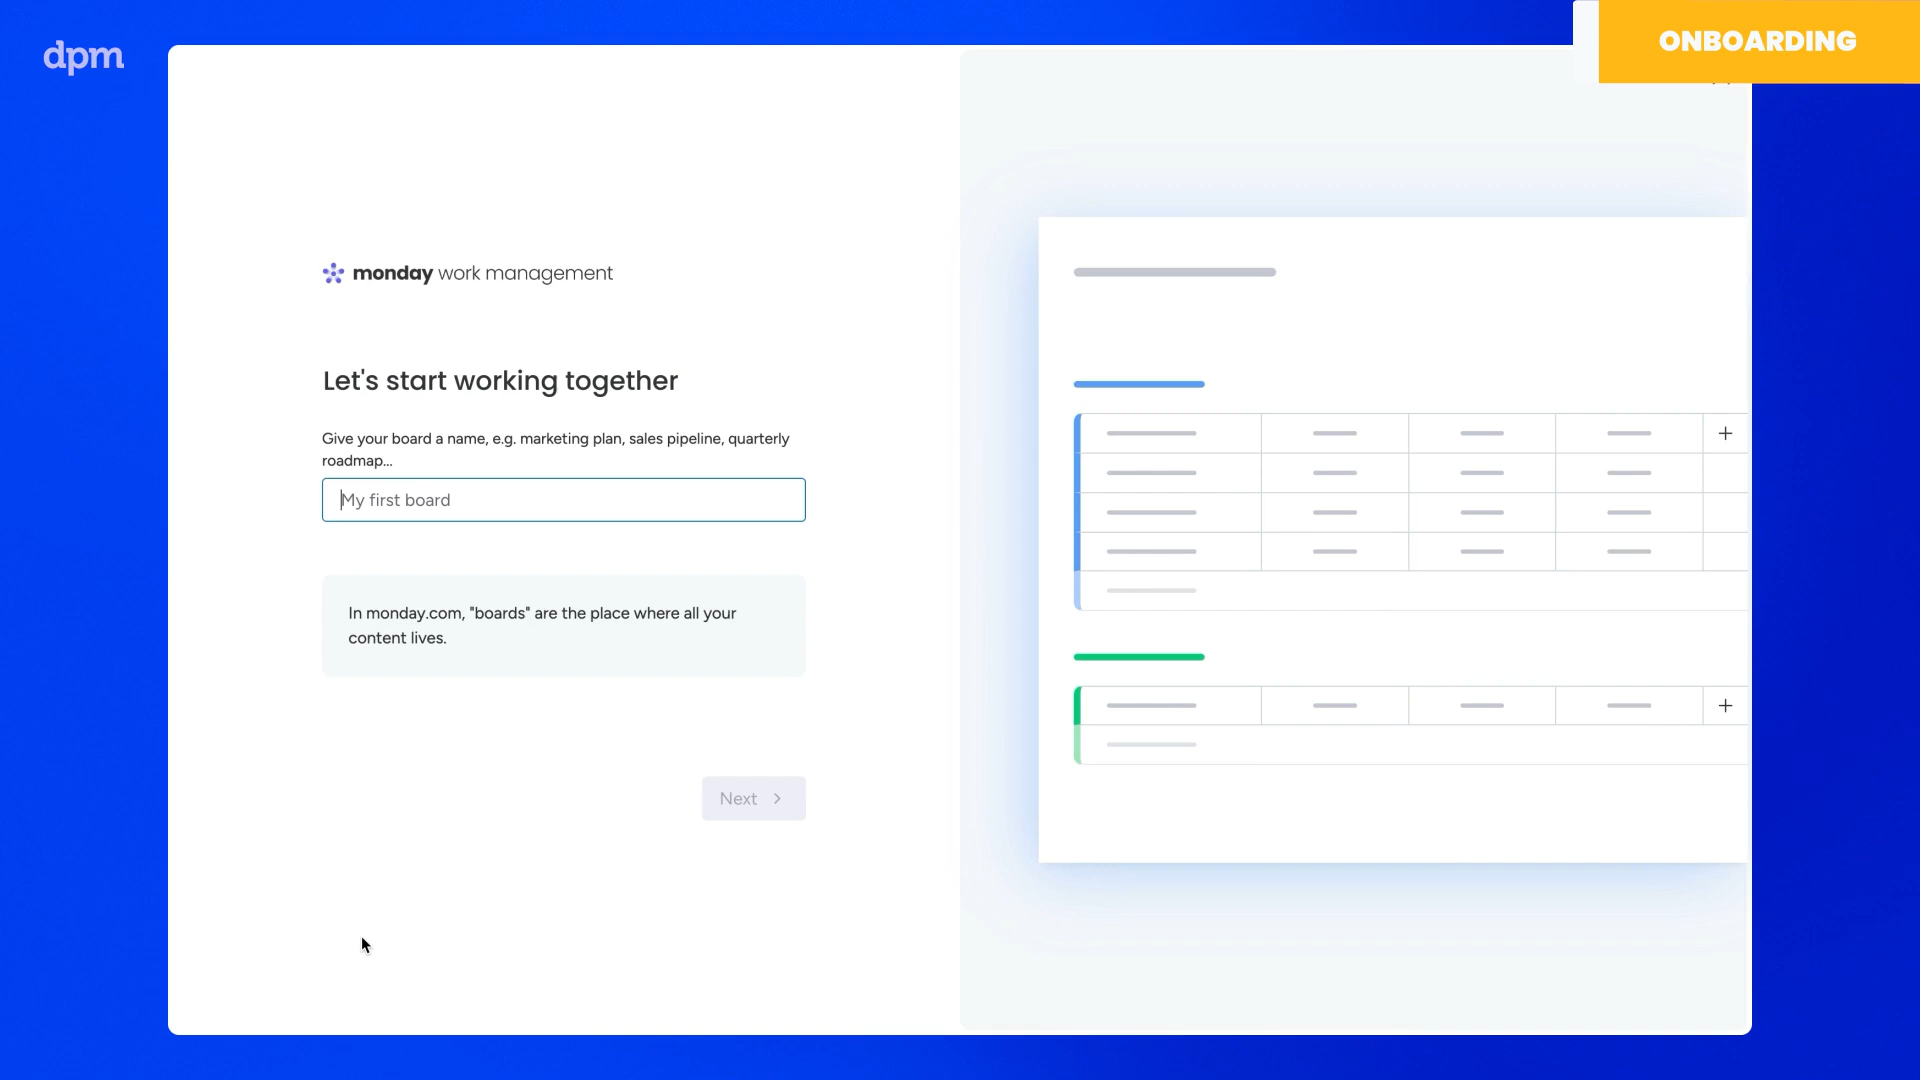 dpm
ONBOARDING
monday work management
Let's start working together
Give your board a name, e.g. marketing plan, sales pipeline, quarterly
roadmap...
My first board
In monday.com, "boards" are the place where all your
content lives.
Next